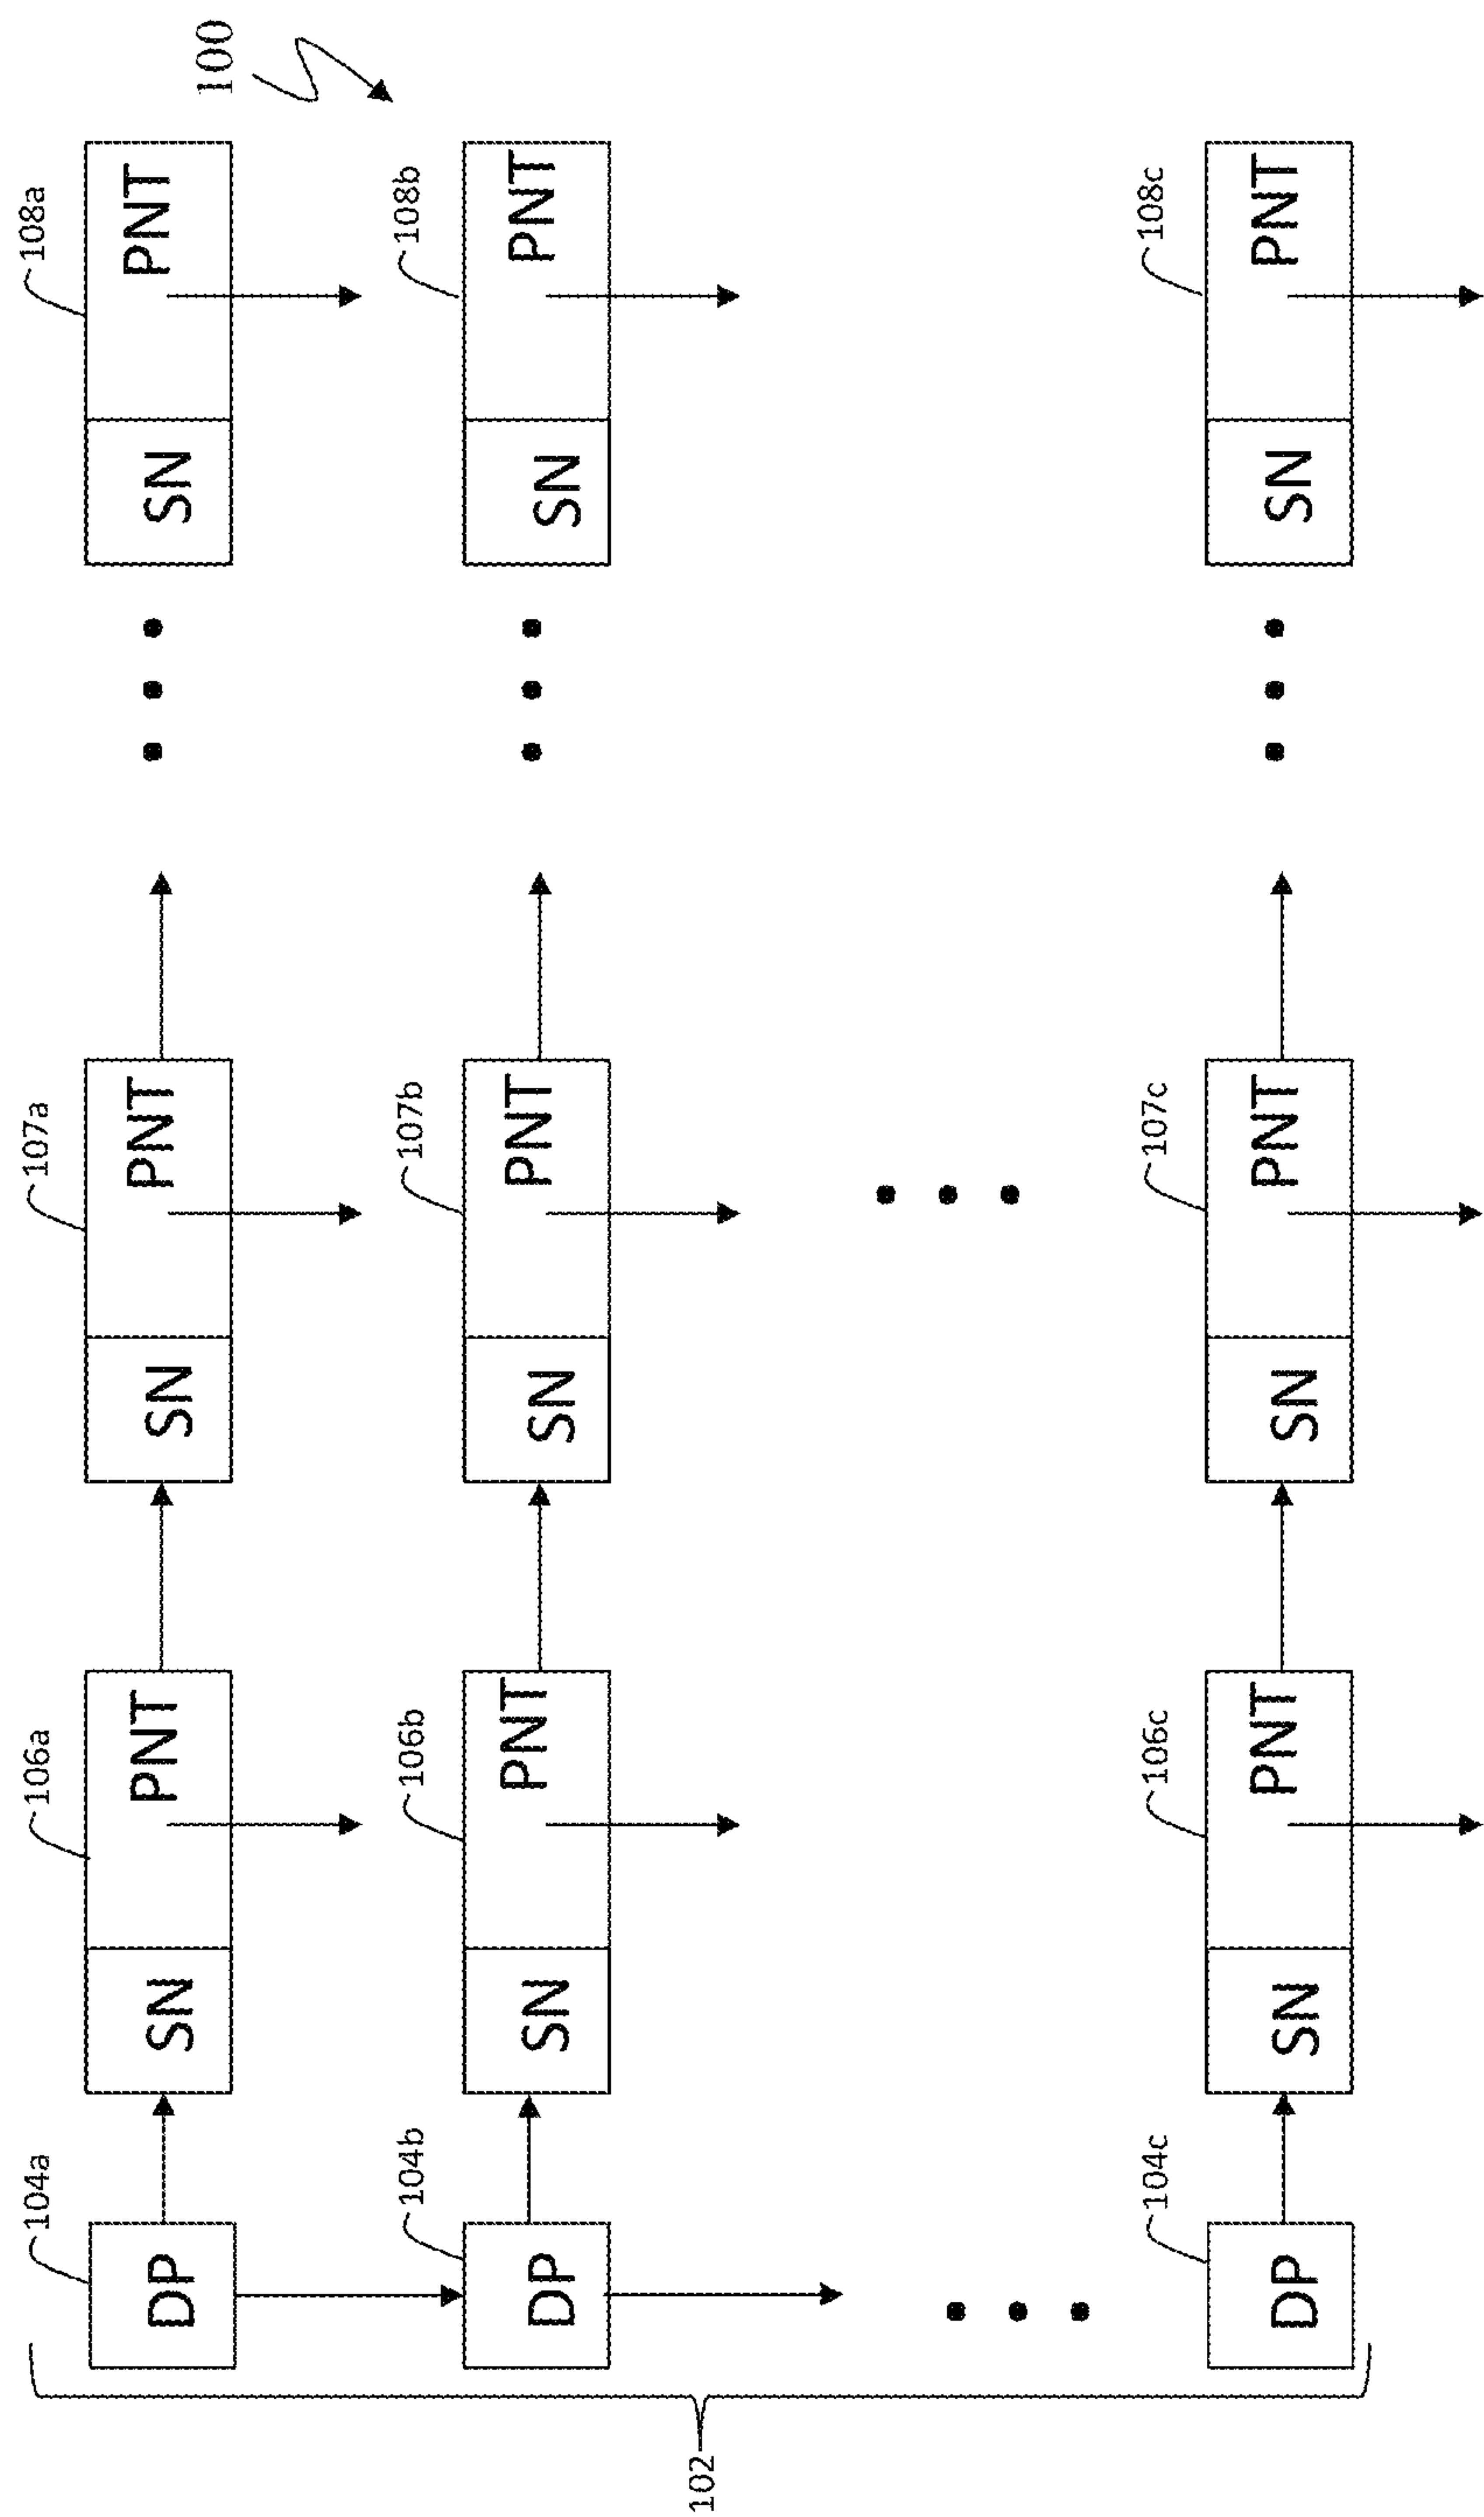 104a 106a 107a 108a
DP SN PNT SN PNT SN PNT
100
104b 106b 107b 108b
DP SN PNT SN PNT SN PNT
102
104c 106c 107c 108c
DP SN PNT SN PNT SN PNT